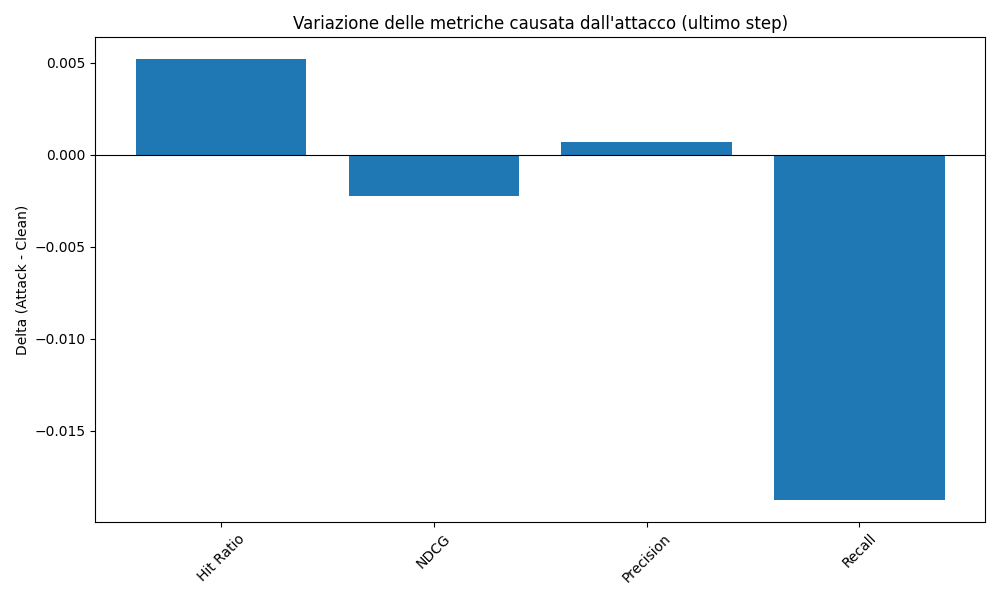 Variazione delle metriche causata dall'attacco (ultimo step)
Delta (Attack - Clean)
0.005
0.000
−0.005
−0.010
−0.015
Hit Ratio
NDCG
Precision
Recall